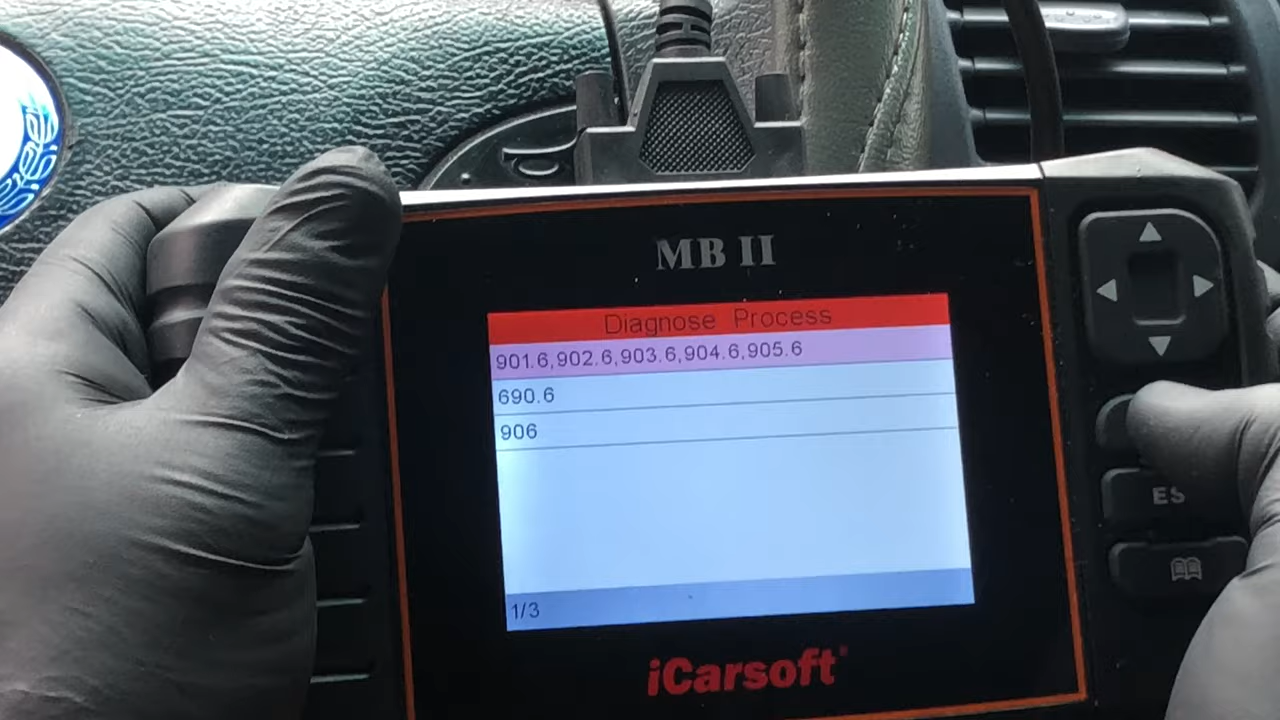 MB II
Diagnose Process
901.6,902.6,903.6,904.6,905.6
690.6
906
1/3
ES
iCarsoft